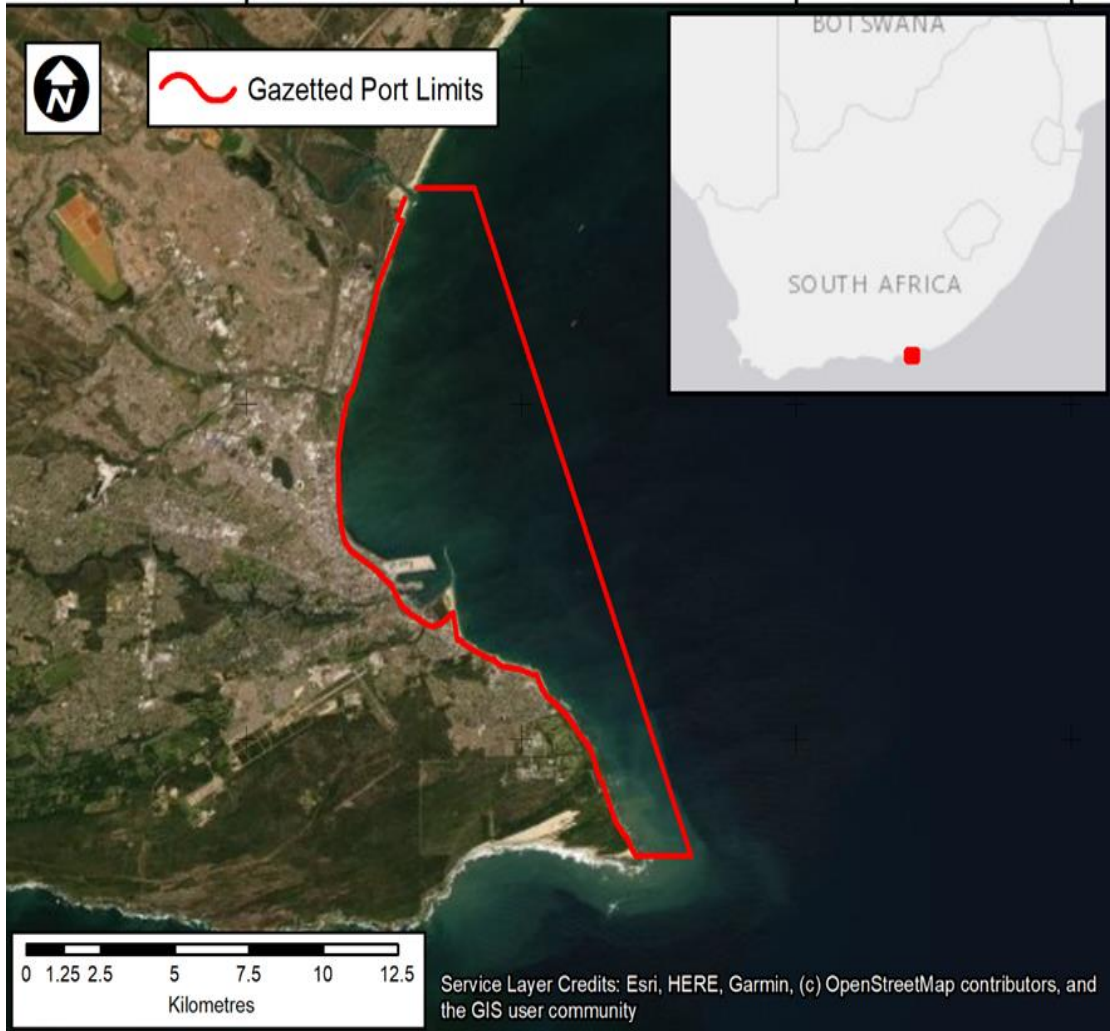 BOTSWANA
N
Gazetted Port Limits
SOUTH AFRICA
0 1.25 2.5 5 7.5 10 12.5
Kilometres
Service Layer Credits: Esri, HERE, Garmin, (c) OpenStreetMap contributors, and
the GIS user community